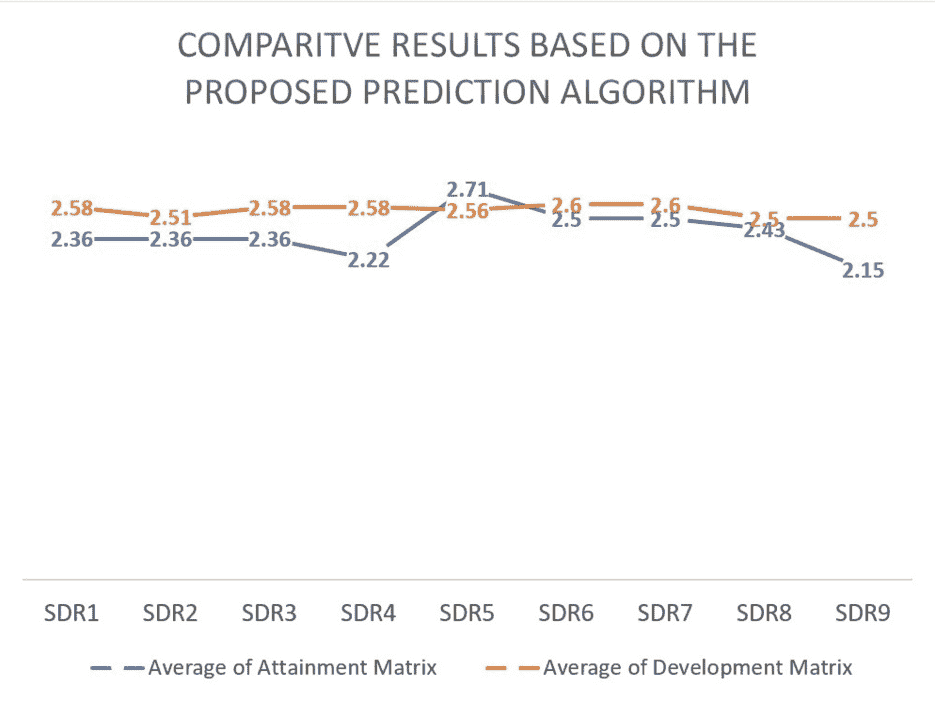 COMPARITVE RESULTS BASED ON THE
PROPOSED PREDICTION ALGORITHM
2.71
2.58 2.51 2.58 2.58 2.56 2.6 2.6 2.5 2.5
2.36 2.36 2.36 2.22 2.5 2.5 2.43 2.15
SDR1 SDR2 SDR3 SDR4 SDR5 SDR6 SDR7 SDR8 SDR9
Average of Attainment Matrix Average of Development Matrix